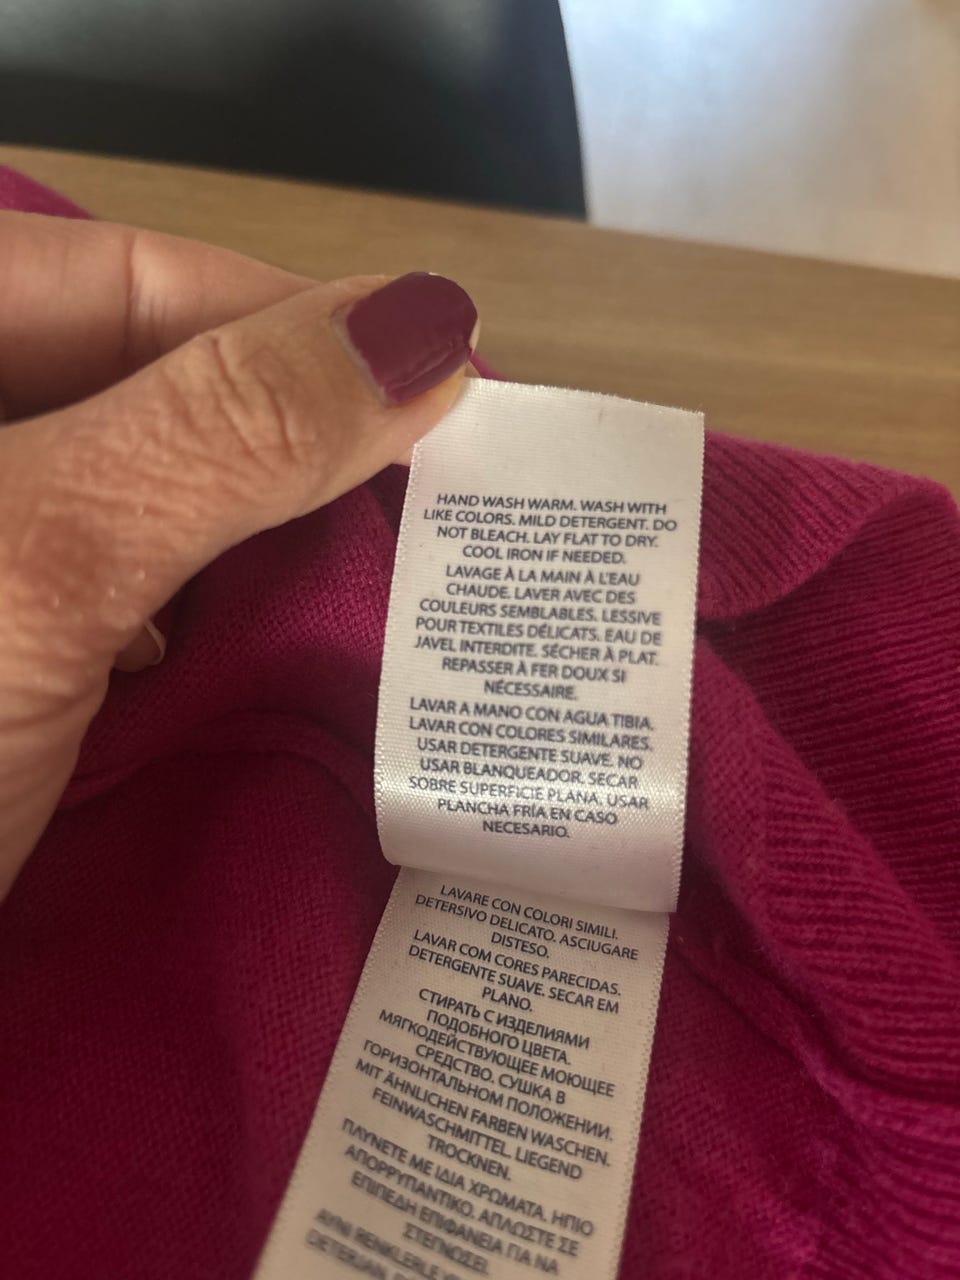 HAND WASH WARM. WASH WITH
LIKE COLORS. MILD DETERGENT. DO
NOT BLEACH. LAY FLAT TO DRY.
COOL IRON IF NEEDED.
LAVAGE À LA MAIN À L'EAU
CHAUDE. LAVER AVEC DES
COULEURS SEMBLABLES. LESSIVE
POUR TEXTILES DÉLICATS. EAU DE
JAVEL INTERDITE. SÉCHER À PLAT.
REPASSER À FER DOUX SI
NÉCESSAIRE.
LAVAR A MANO CON AGUA TIBIA.
LAVAR CON COLORES SIMILARES.
USAR DETERGENTE SUAVE. NO
USAR BLANQUEADOR. SECAR
SOBRE SUPERFICIE PLANA. USAR
PLANCHA FRÍA EN CASO
NECESARIO.
LAVARE CON COLORI SIMILI.
DETERSIVO DELICATO. ASCIUGARE
DISTESO.
LAVAR COM CORES PARECIDAS.
DETERGENTE SUAVE. SECAR EM
PLANO.
СТИРАТЬ С ИЗДЕЛИЯМИ
ПОДОБНОГО ЦВЕТА.
МЯГКОДЕЙСТВУЮЩЕЕ МОЮЩЕЕ
СРЕДСТВО. СУШКА В
ГОРИЗОНТАЛЬНОМ ПОЛОЖЕНИИ.
MIT ÄHNLICHEN FARBEN WASCHEN.
FEINWASCHMITTEL. LIEGEND
TROCKNEN.
ΠΛΥΝΕΤΕ ΜΕ ΙΔΙΑ ΧΡΩΜΑΤΑ. ΗΠΙΟ
ΑΠΟΡΡΥΠΑΝΤΙΚΟ. ΑΠΛΩΣΤΕ ΣΕ
ΕΠΙΠΕΔΗ ΕΠΙΦΑΝΕΙΑ ΓΙΑ ΝΑ
ΣΤΕΓΝΩΣΕΙ.
AYNI RENKLERLE